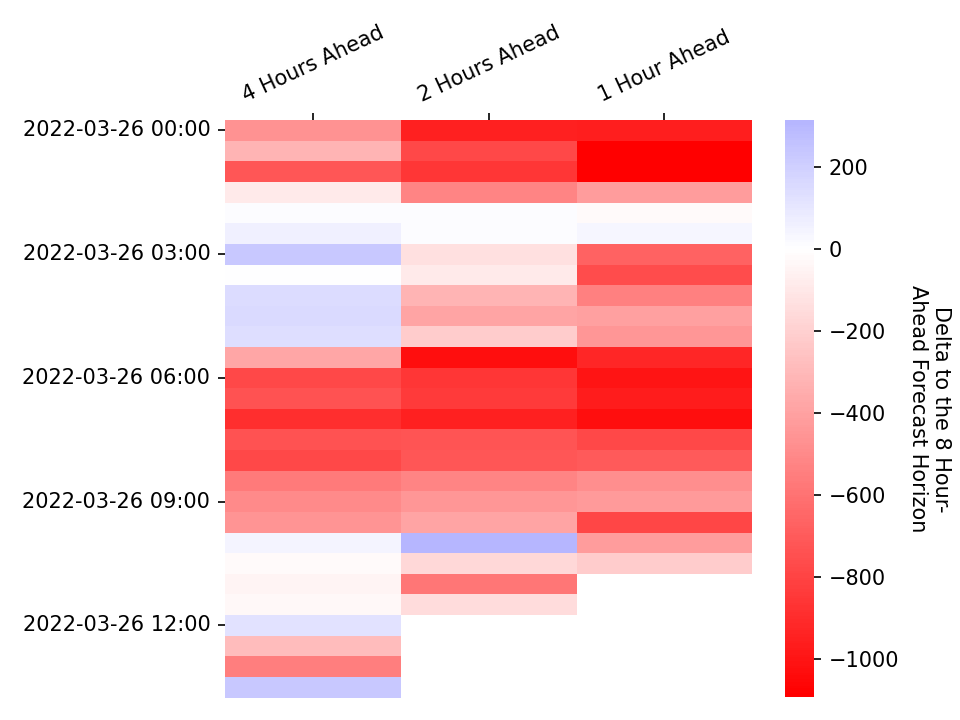 4 Hours Ahead
2 Hours Ahead
1 Hour Ahead
2022-03-26 00:00
2022-03-26 03:00
2022-03-26 06:00
2022-03-26 09:00
2022-03-26 12:00
200
0
−200
−400
−600
−800
−1000
Delta to the 8 Hour-
Ahead Forecast Horizon